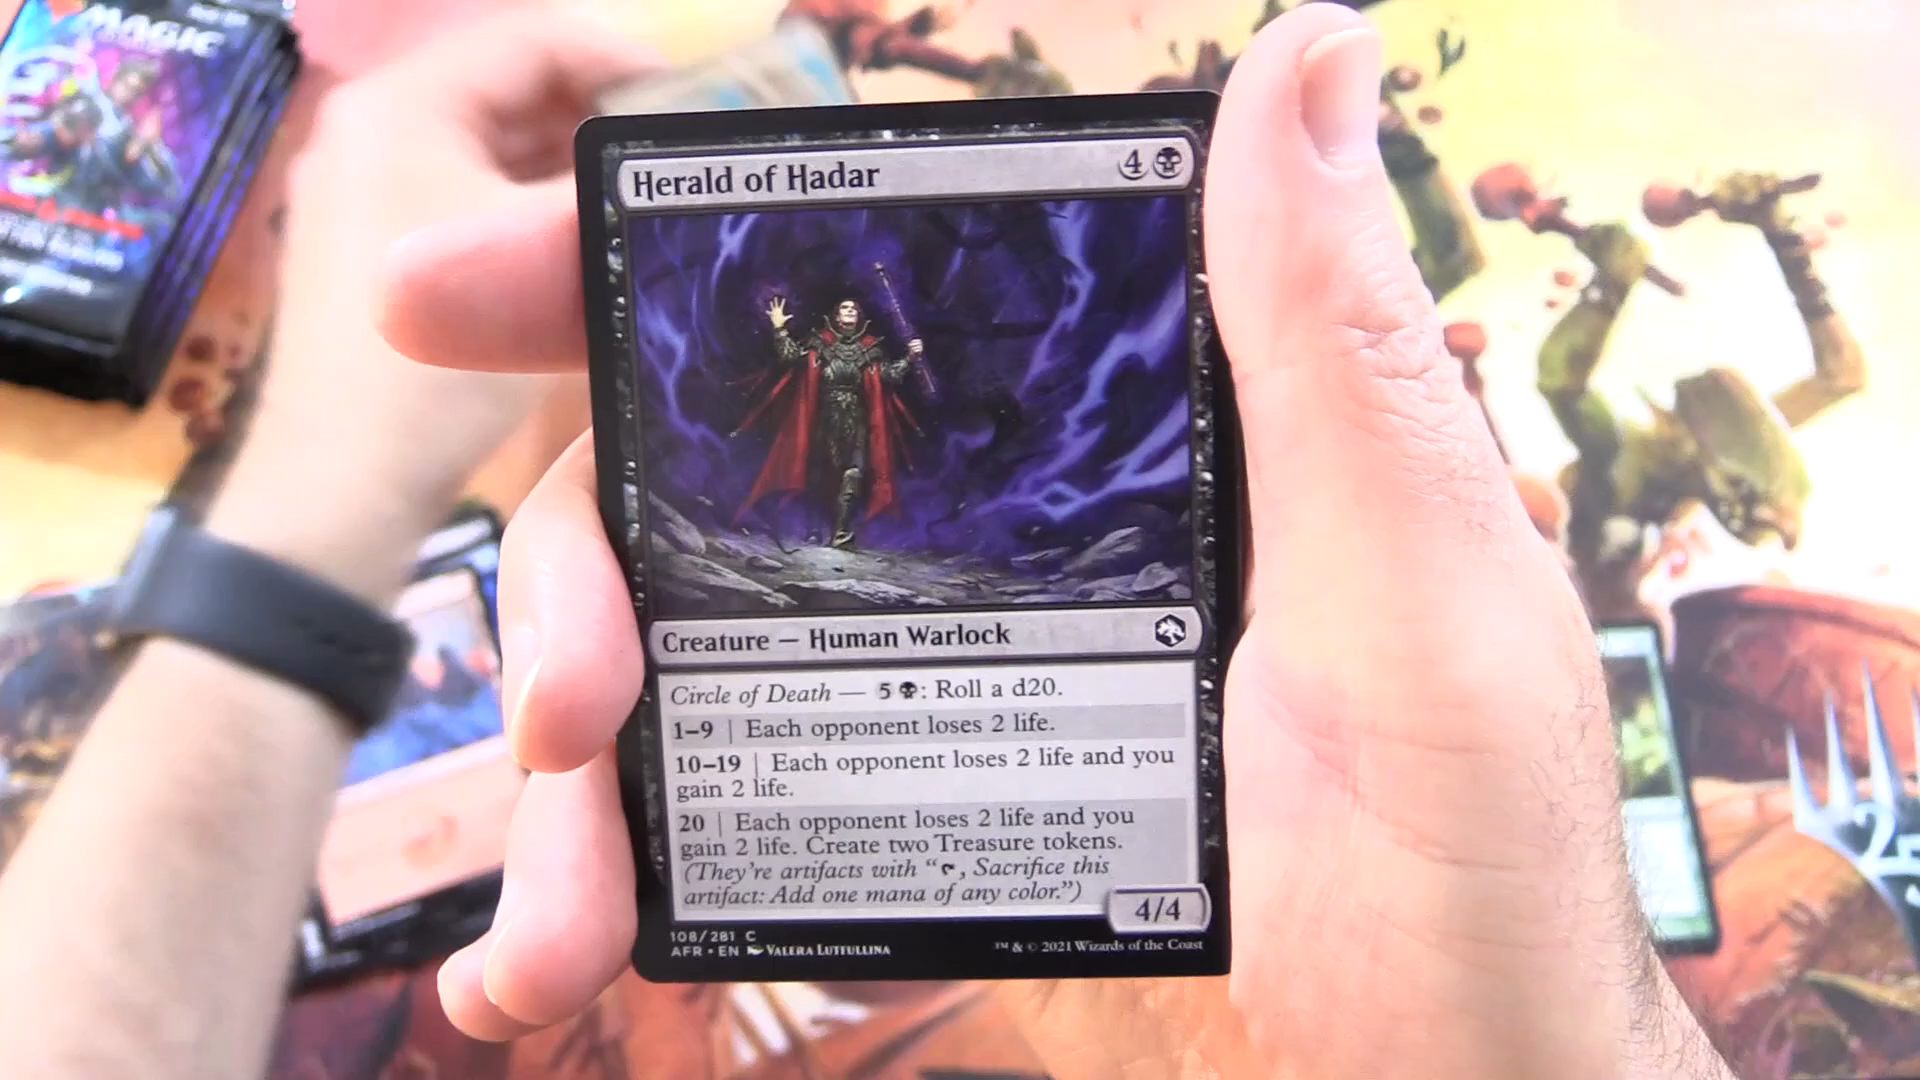 MAGIC
Herald of Hadar
4
Creature — Human Warlock
Circle of Death — 5 : Roll a d20.
1–9 | Each opponent loses 2 life.
10–19 | Each opponent loses 2 life and you
gain 2 life.
20 | Each opponent loses 2 life and you
gain 2 life. Create two Treasure tokens.
(They're artifacts with “ , Sacrifice this
artifact: Add one mana of any color.”)
4/4
108/281 C
AFR • EN VALERA LUTFULLINA
™ & © 2021 Wizards of the Coast